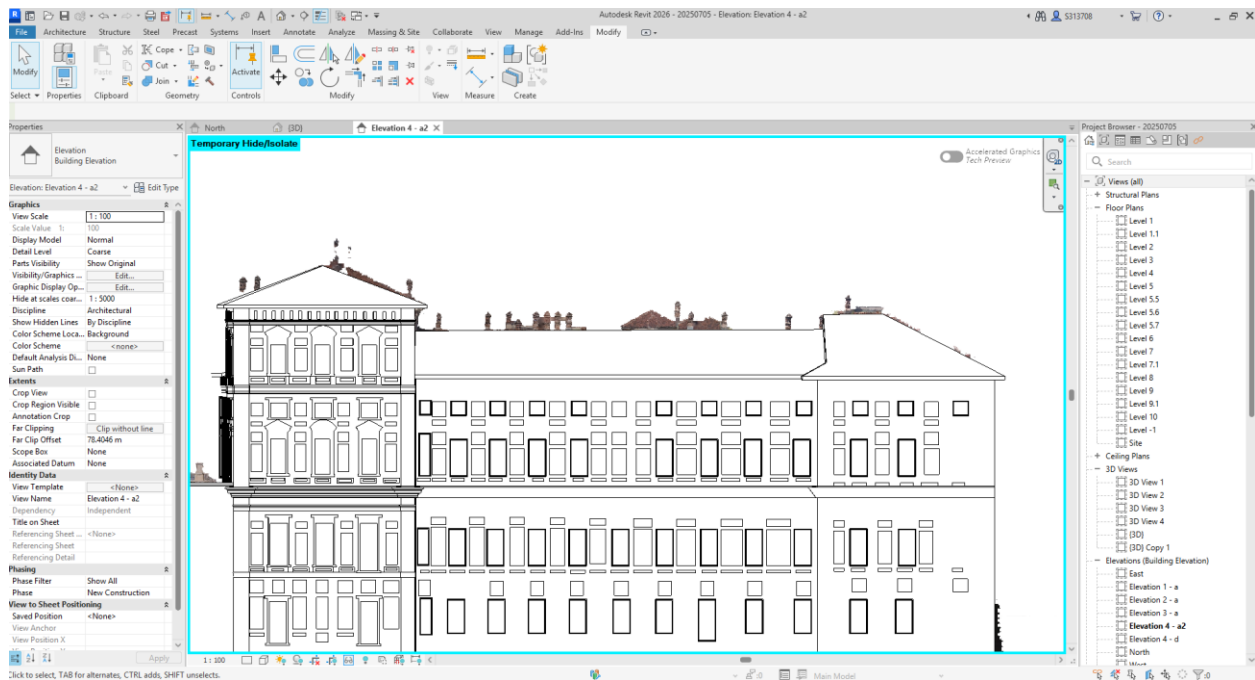 Autodesk Revit 2026 - 20250705 - Elevation: Elevation 4 - a2
S313708
File Architecture Structure Steel Precast Systems Insert Annotate Analyze Massing & Site Collaborate View Manage Add-Ins Modify
Modify
Paste
Cope
Cut
Join
Activate
Select Properties Clipboard Geometry Controls Modify View Measure Create
Properties
North
(3D)
Elevation 4 - a2
Project Browser - 20250705
Elevation
Building Elevation
Temporary Hide/Isolate
Accelerated Graphics
Tech Preview
Search
Elevation: Elevation 4 - a2
Edit Type
Graphics
View Scale 1 : 100
Scale Value 1: 100
Display Model Normal
Detail Level Coarse
Parts Visibility Show Original
Visibility/Graphics ... Edit...
Graphic Display Op... Edit...
Hide at scales coar... 1 : 5000
Discipline Architectural
Show Hidden Lines By Discipline
Color Scheme Loca... Background
Color Scheme <none>
Default Analysis Di... None
Sun Path
Extents
Crop View
Crop Region Visible
Annotation Crop
Far Clipping Clip without line
Far Clip Offset 78.4046 m
Scope Box None
Associated Datum None
Identity Data
View Template <None>
View Name Elevation 4 - a2
Dependency Independent
Title on Sheet
Referencing Sheet ... <None>
Referencing Sheet
Referencing Detail
Phasing
Phase Filter Show All
Phase New Construction
View to Sheet Positioning
Saved Position <None>
View Anchor
View Position X
Apply
Views (all)
Structural Plans
Floor Plans
Level 1
Level 1.1
Level 2
Level 3
Level 4
Level 5
Level 5.5
Level 5.6
Level 5.7
Level 6
Level 7
Level 7.1
Level 8
Level 9
Level 9.1
Level 10
Level -1
Site
Ceiling Plans
3D Views
3D View 1
3D View 2
3D View 3
3D View 4
(3D)
(3D) Copy 1
Elevations (Building Elevation)
East
Elevation 1 - a
Elevation 2 - a
Elevation 3 - a
Elevation 4 - a2
Elevation 4 - d
North
West
1 : 100
Click to select, TAB for alternates, CTRL adds, SHIFT unselects.
:0
Main Model
:0